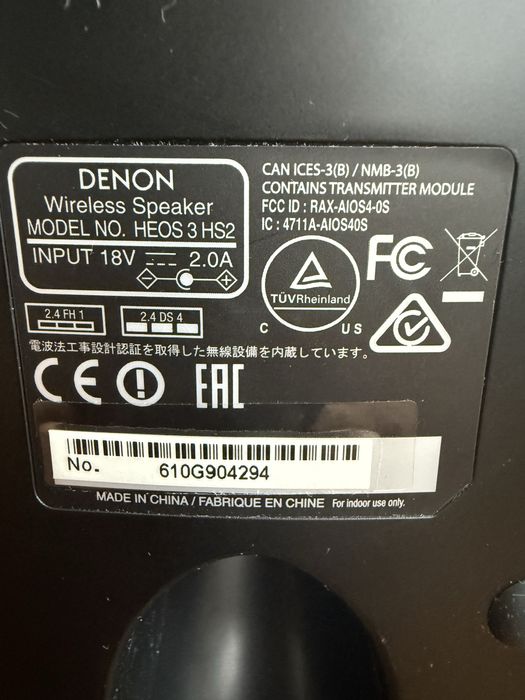 DENON
Wireless Speaker
MODEL NO. HEOS 3 HS2
INPUT 18V ⎓ 2.0A
CAN ICES-3(B) / NMB-3(B)
CONTAINS TRANSMITTER MODULE
FCC ID : RAX-AIOS4-0S
IC : 4711A-AIOS40S
FC
TÜVRheinland
C US
2.4 FH 1
2.4 DS 4
電波法工事設計認証を取得した無線設備を内蔵しています。
CE
EAC
No. 610G904294
MADE IN CHINA / FABRIQUE EN CHINE For indoor use only.